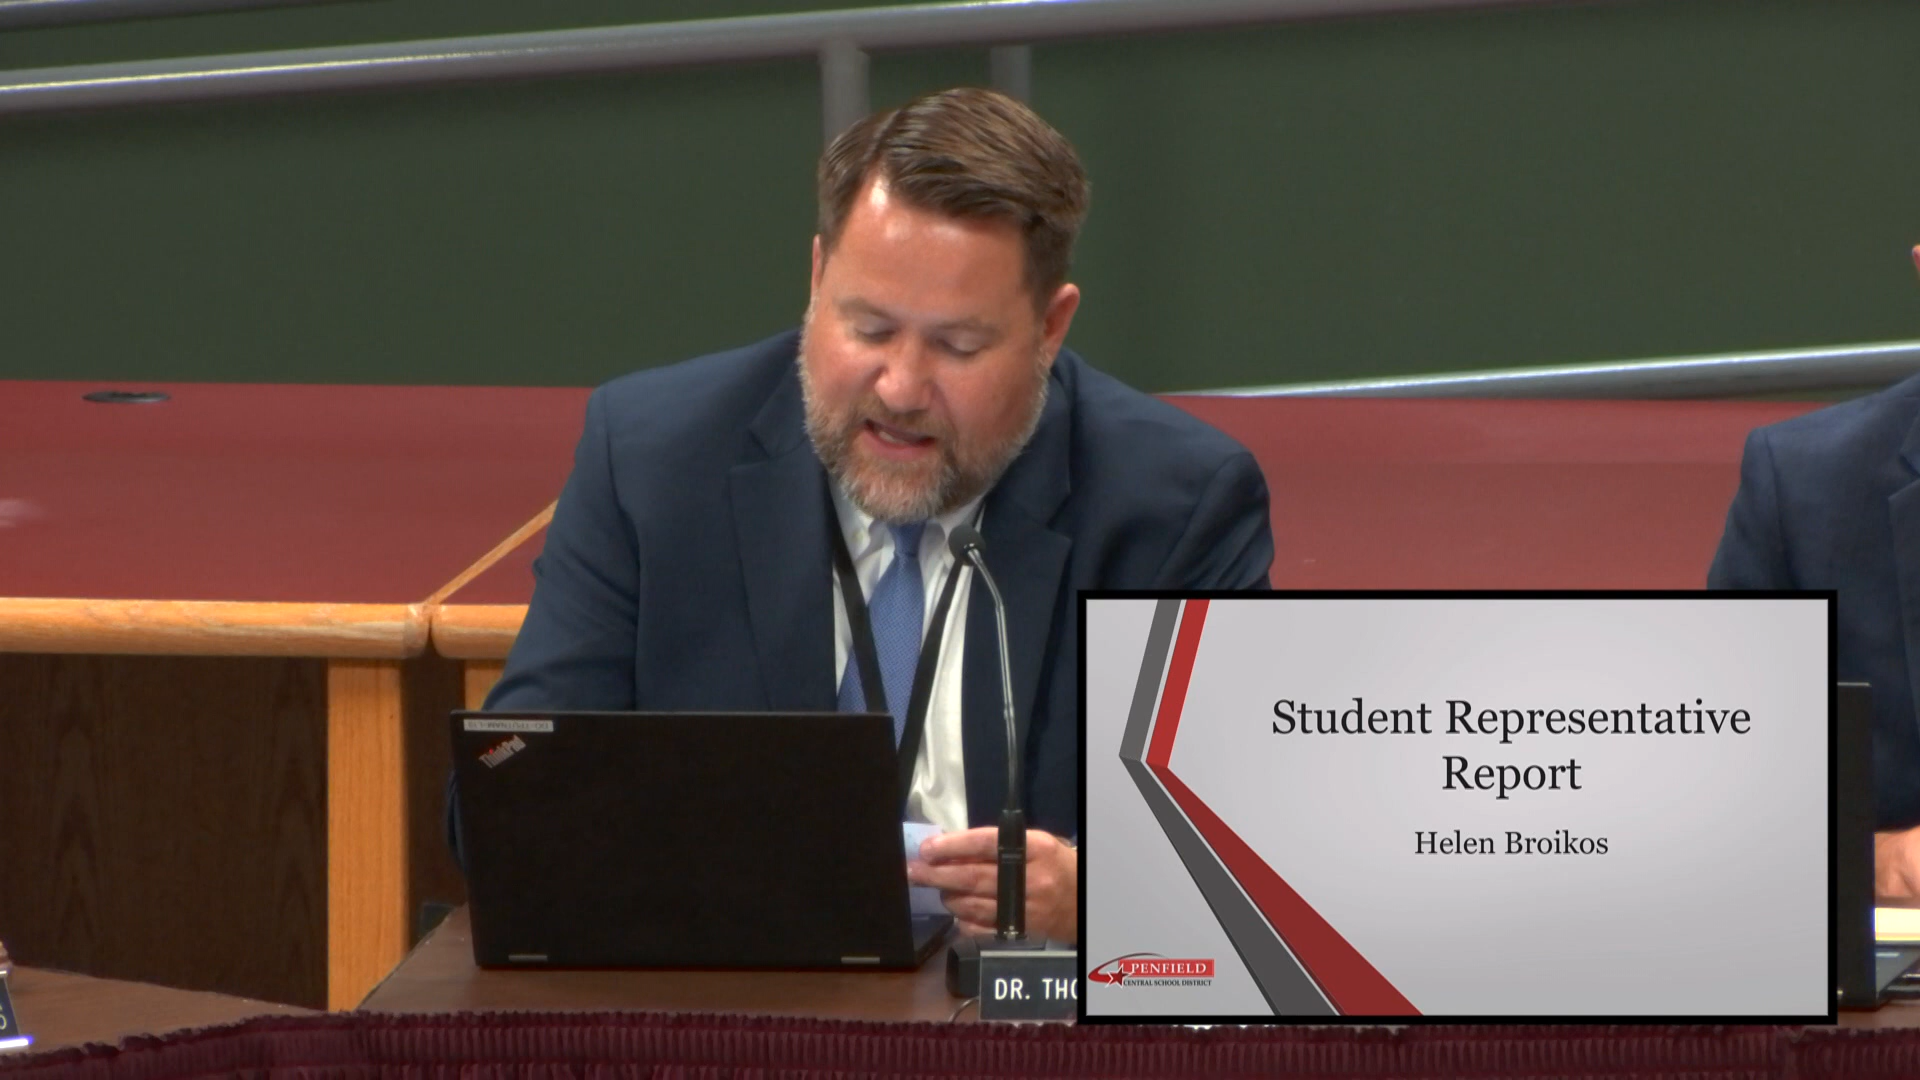 ThinkPad
DR. THO
Student Representative
Report
Helen Broikos
PENFIELD
CENTRAL SCHOOL DISTRICT